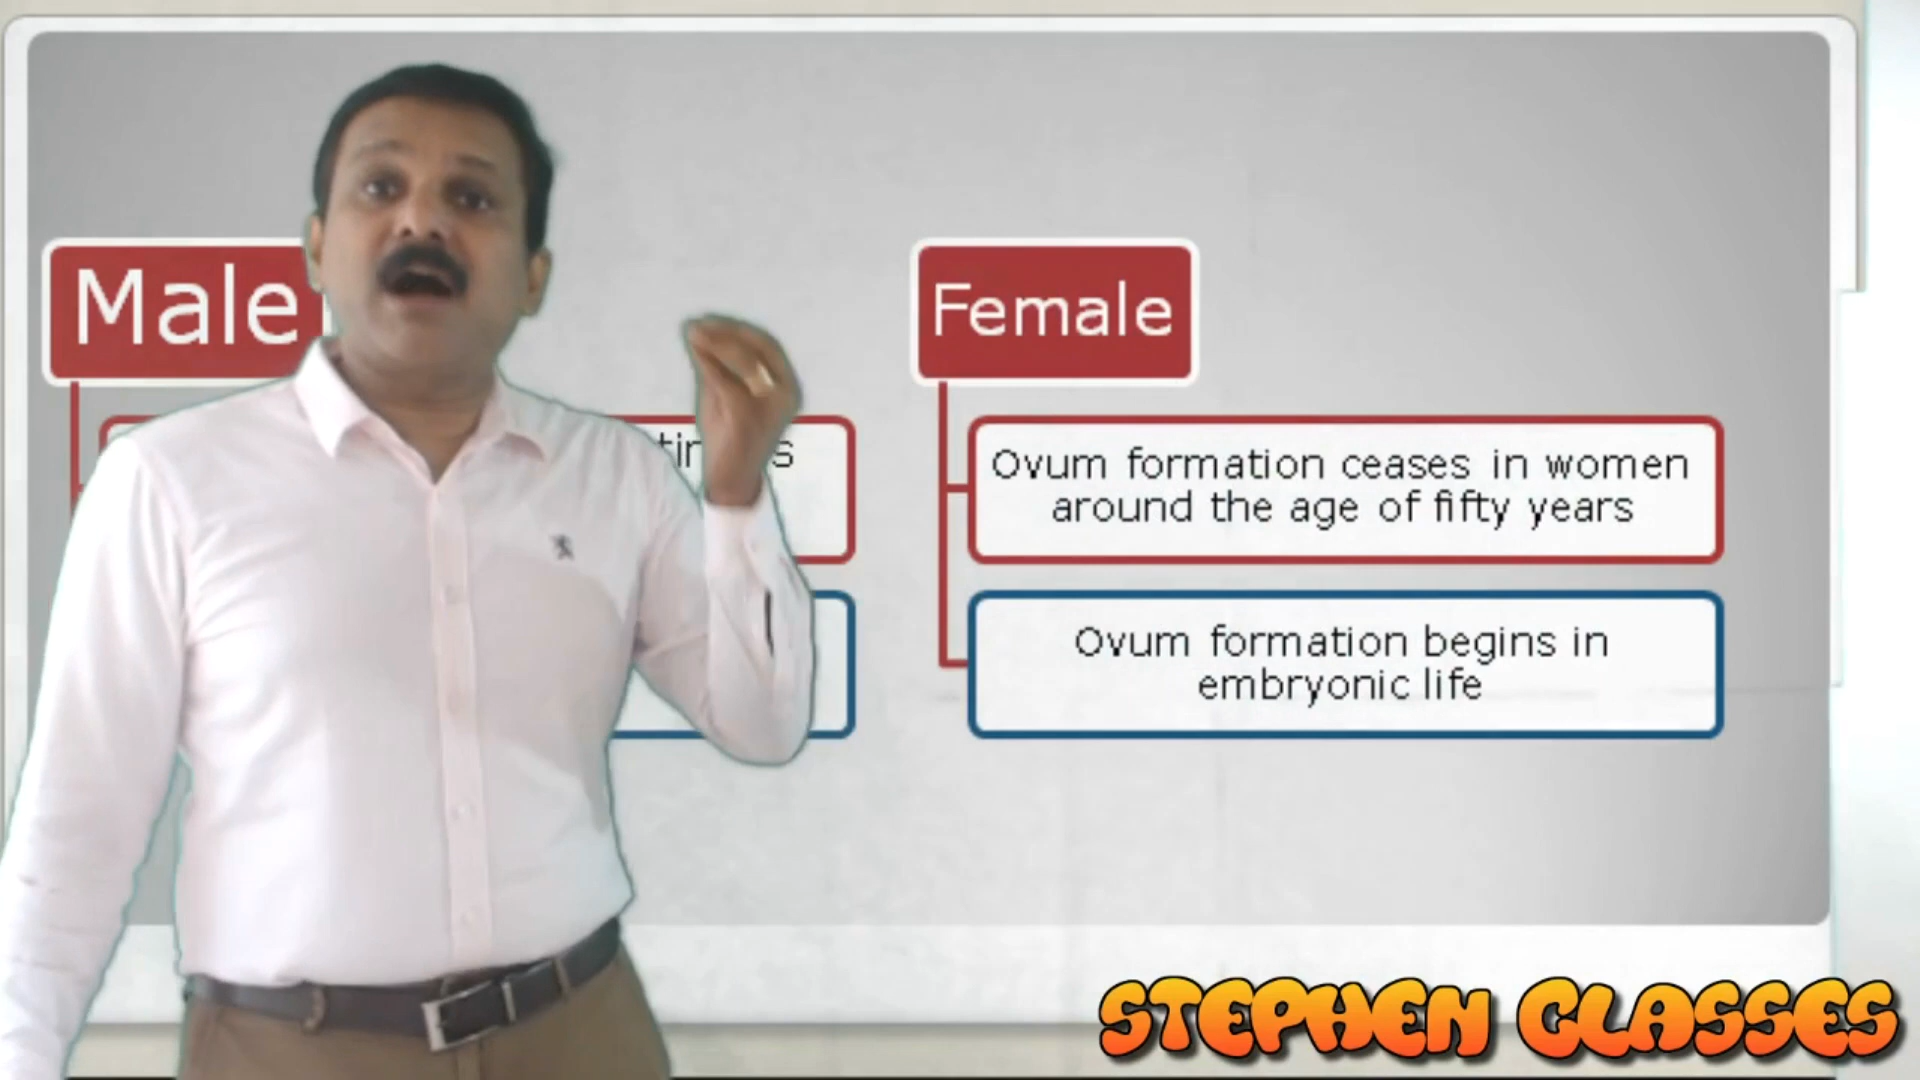 Male
Female
Ovum formation ceases in women
around the age of fifty years
Ovum formation begins in
embryonic life
STEPHEN CLASSES